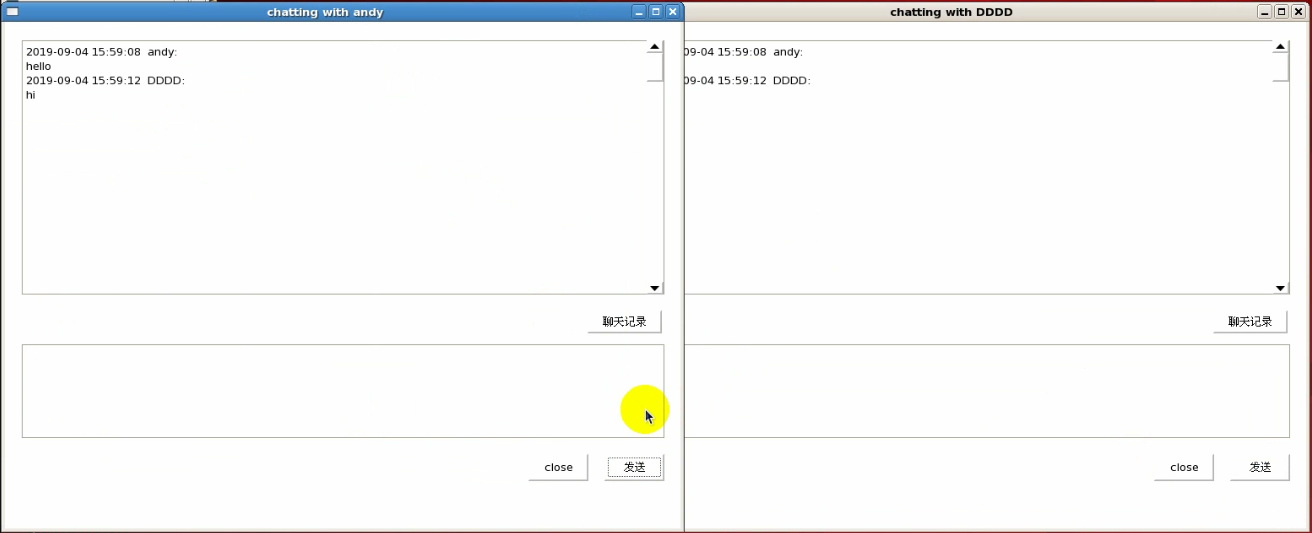 chatting with andy
2019-09-04 15:59:08 andy:
hello
2019-09-04 15:59:12 DDDD:
hi
聊天记录
close
发送
chatting with DDDD
09-04 15:59:08 andy:
09-04 15:59:12 DDDD:
聊天记录
close
发送